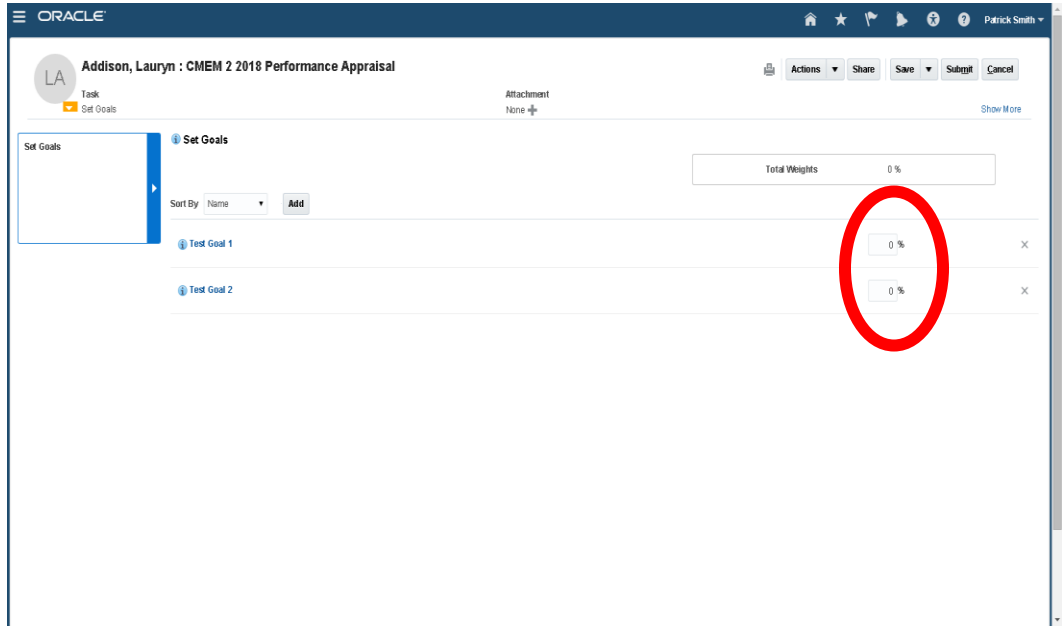 ORACLE
Patrick Smith
LA
Addison, Lauryn : CMEM 2 2018 Performance Appraisal
Actions Share Save Submit Cancel
Task
Set Goals
Attachment
None
Show More
Set Goals
Set Goals
Total Weights 0 %
Sort By Name Add
Test Goal 1 0 %
Test Goal 2 0 %